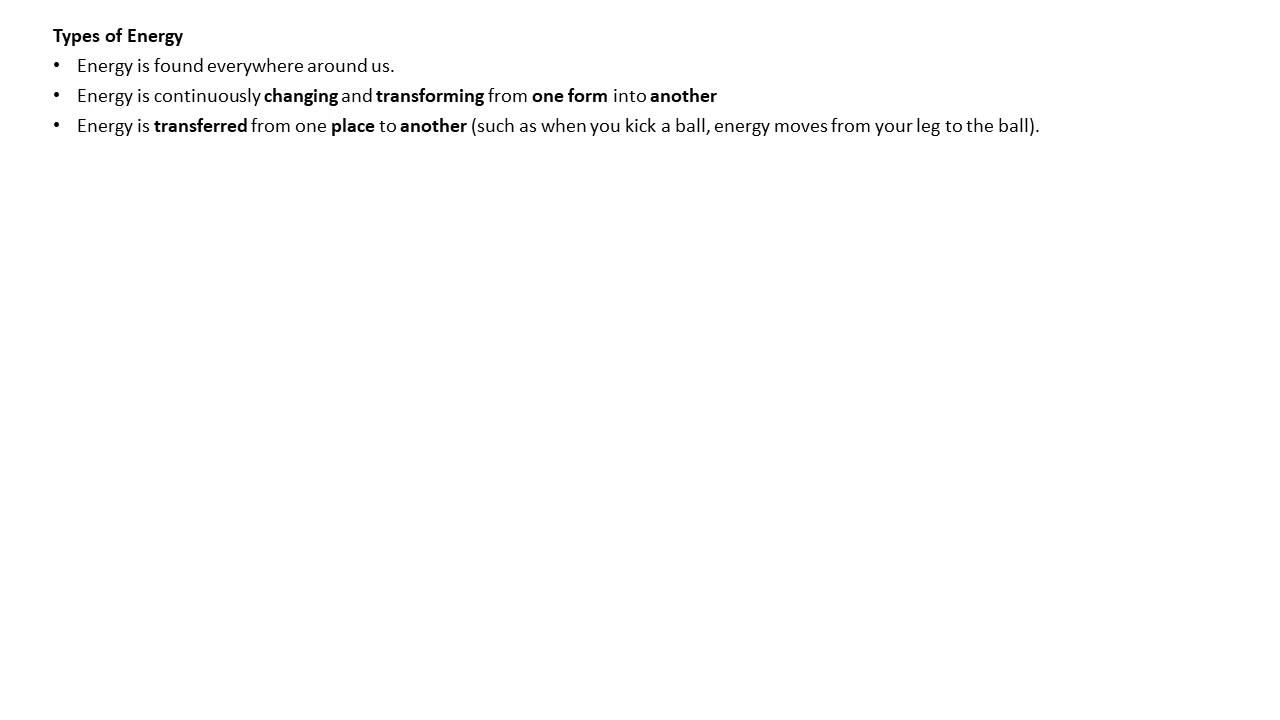 Types of Energy
• Energy is found everywhere around us.
• Energy is continuously changing and transforming from one form into another
• Energy is transferred from one place to another (such as when you kick a ball, energy moves from your leg to the ball).